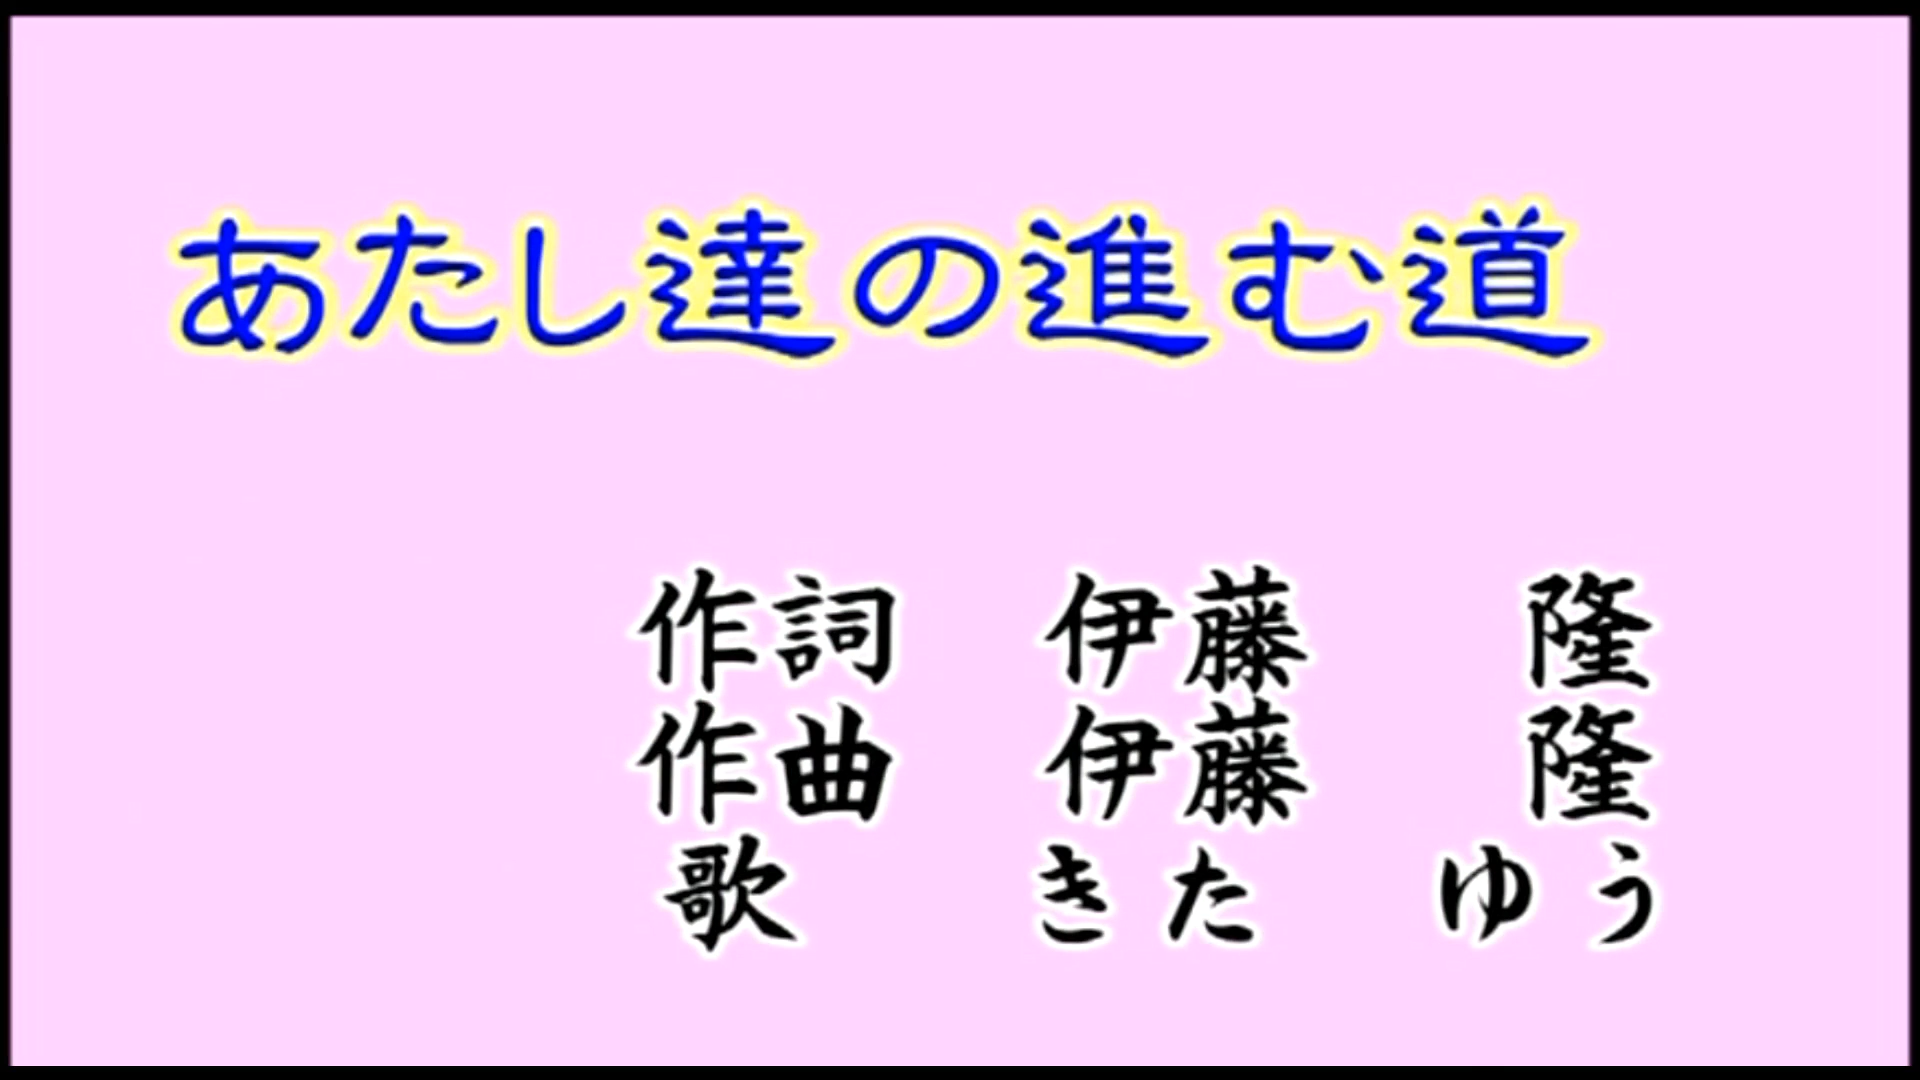 あたし達の進む道
作詞 伊藤 隆
作曲 伊藤 隆
歌 きた ゆう